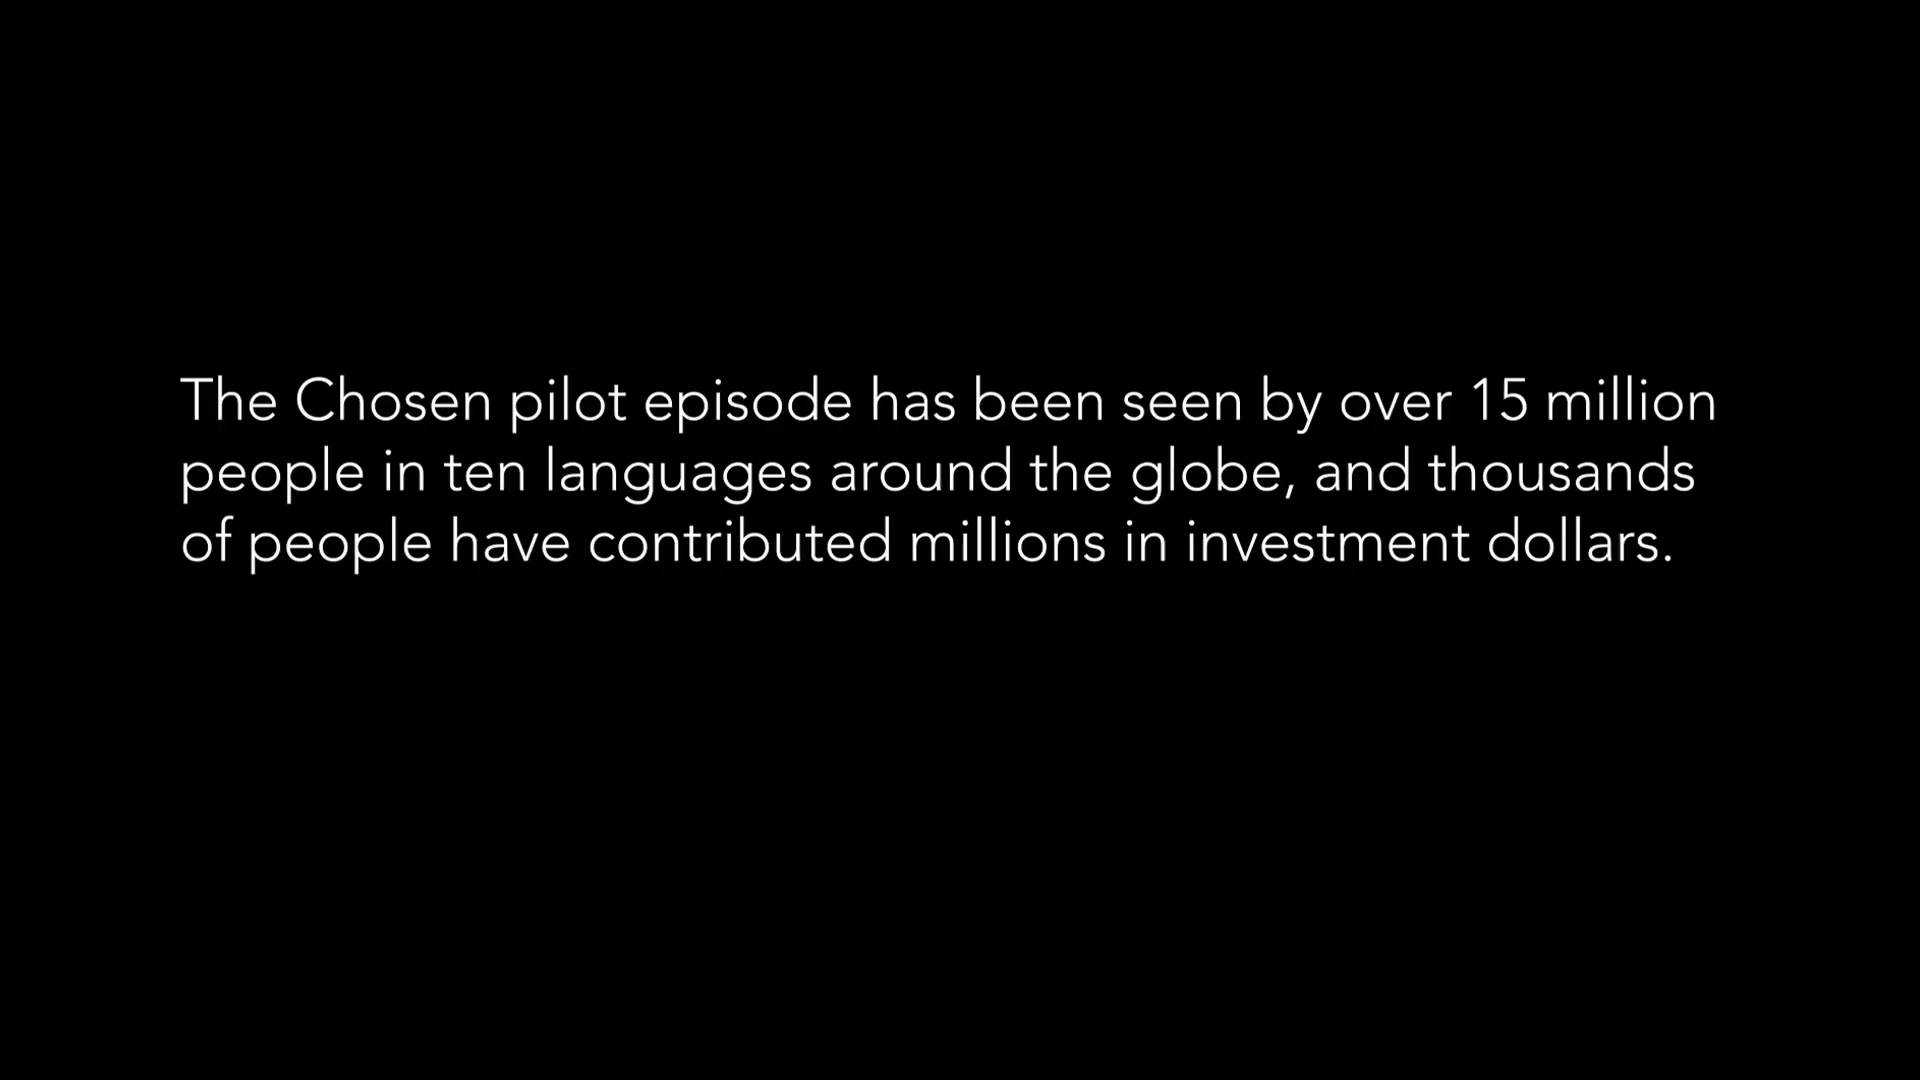 The Chosen pilot episode has been seen by over 15 million
people in ten languages around the globe, and thousands
of people have contributed millions in investment dollars.